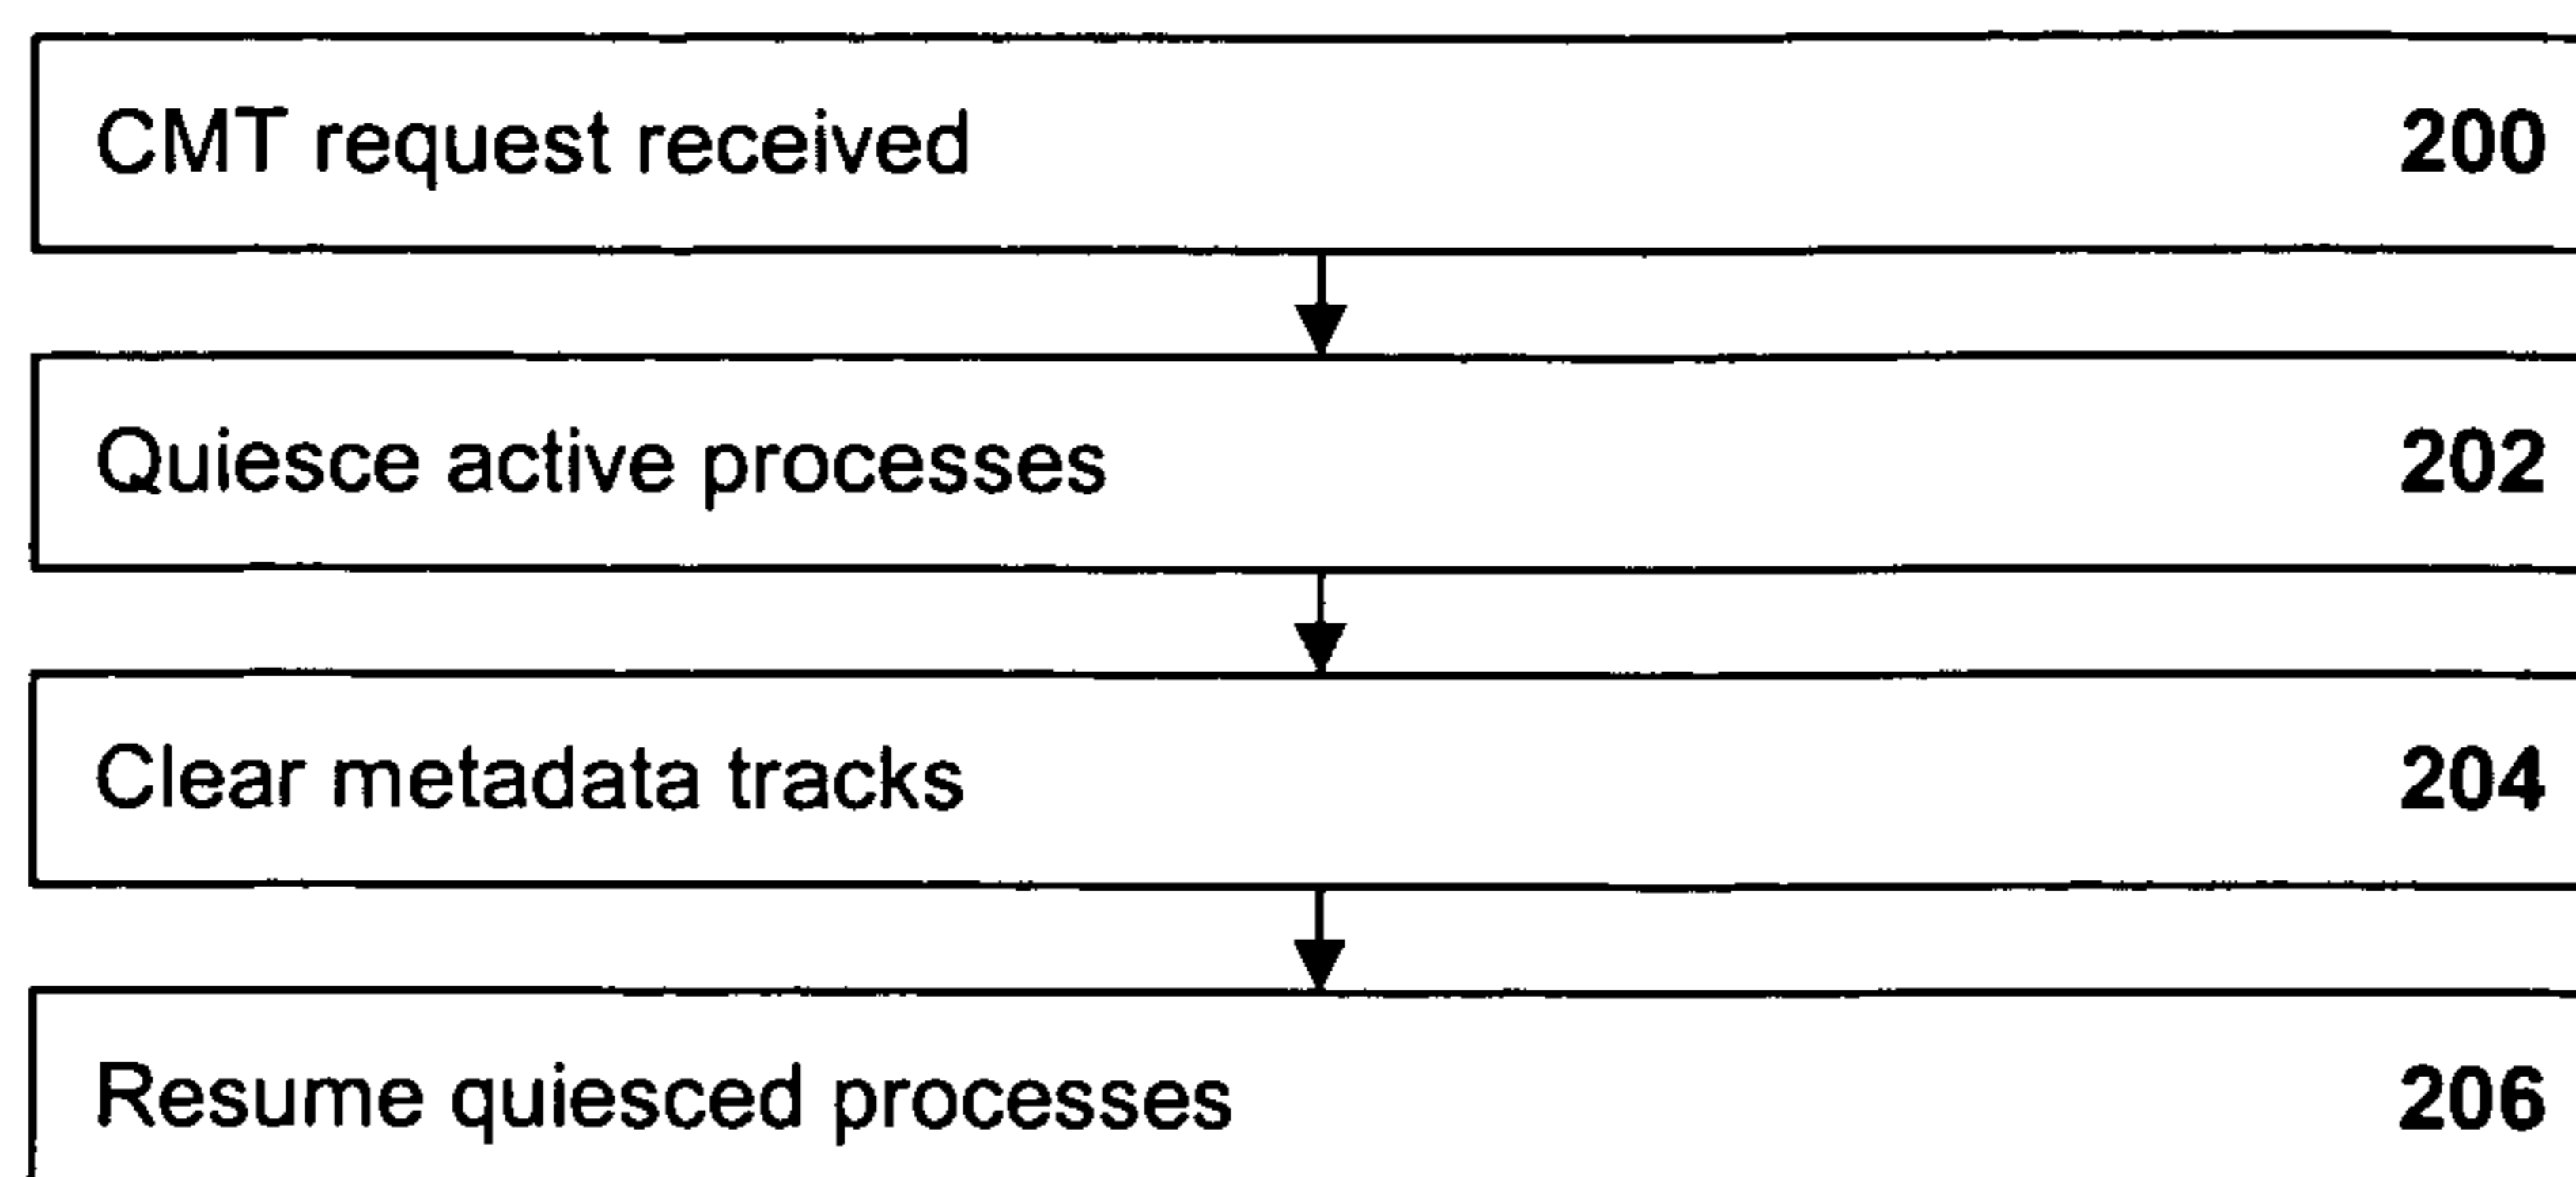 CMT request received 200
Quiesce active processes 202
Clear metadata tracks 204
Resume quiesced processes 206